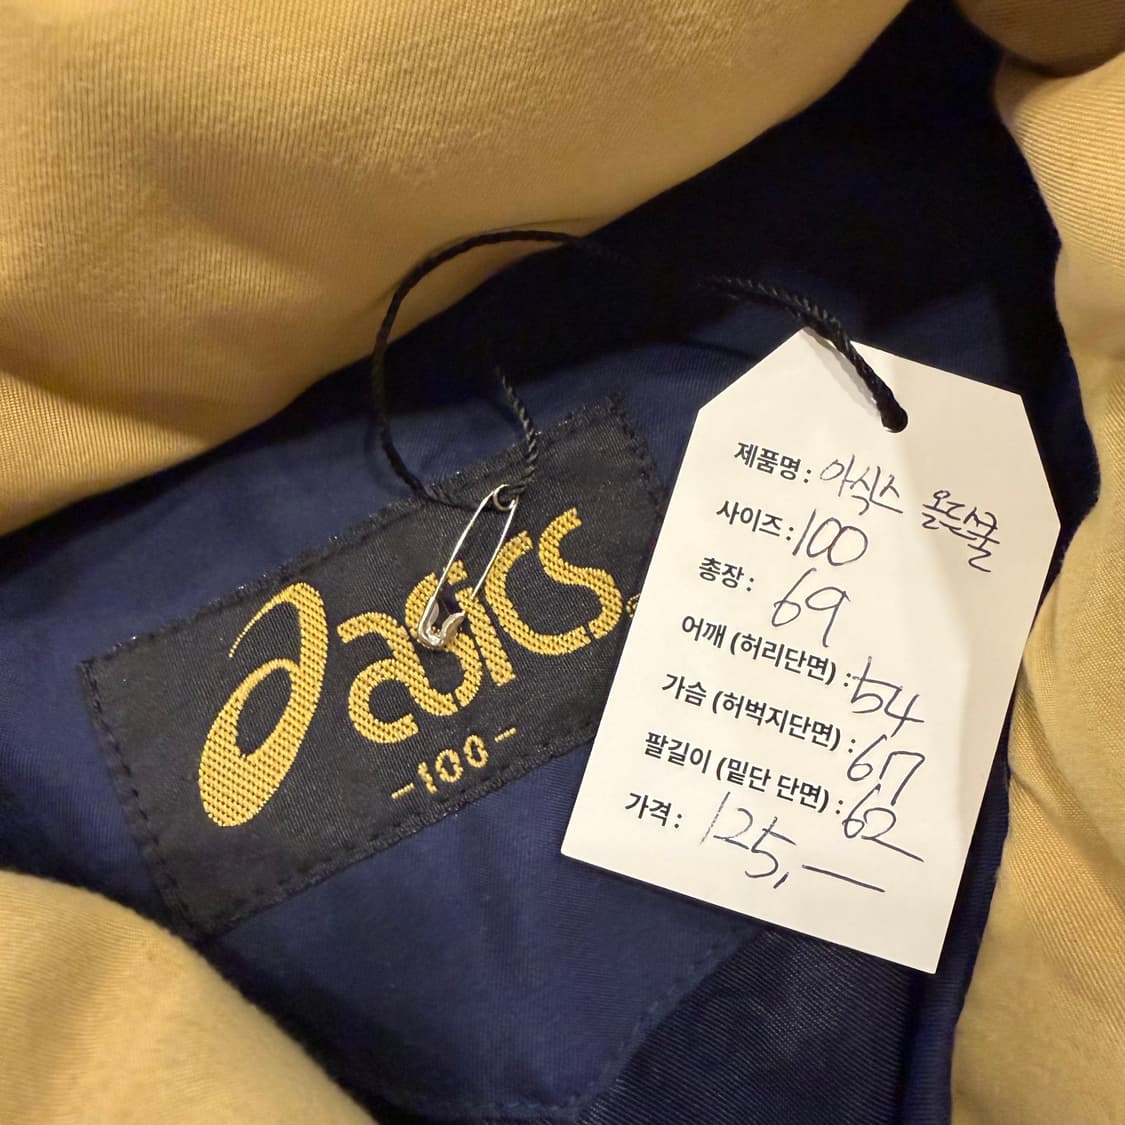 asics
-100-
제품명: 아식스 올드스쿨
사이즈: 100
총장: 69
어깨 (허리단면) : 54
가슴 (허벅지단면) : 67
팔길이 (밑단 단면) : 62
가격: 125,—